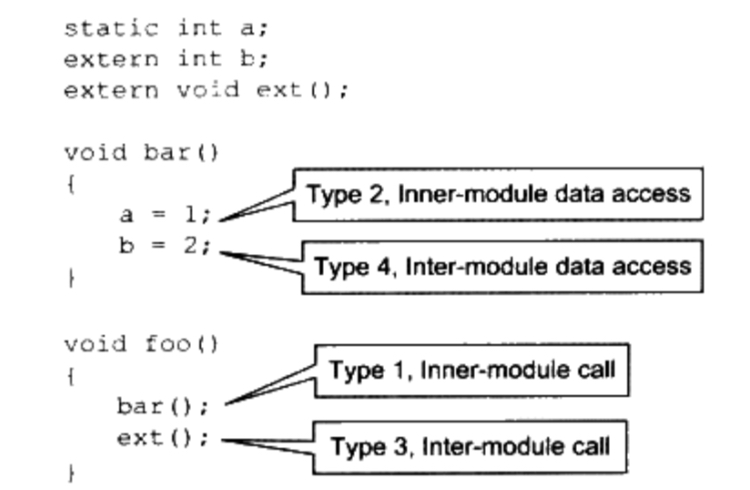 static int a;
extern int b;
extern void ext();
void bar()
{
a = 1;
Type 2, Inner-module data access
b = 2;
Type 4, Inter-module data access
}
void foo()
{
bar();
Type 1, Inner-module call
ext();
Type 3, Inter-module call
}